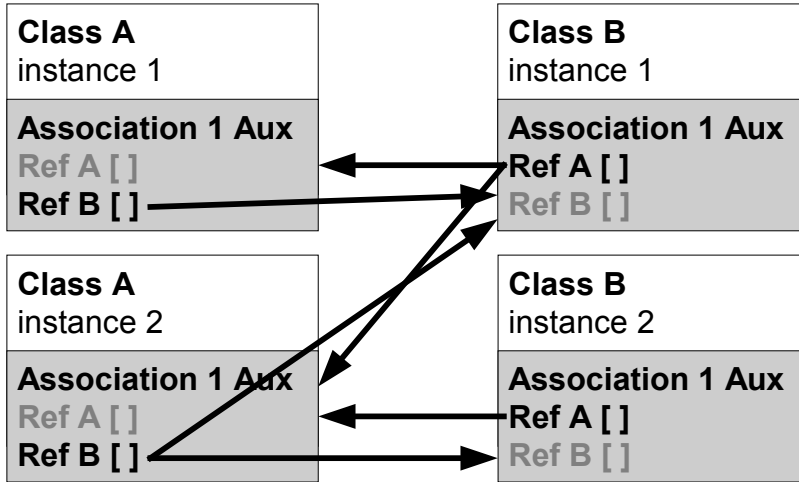 Class A
instance 1
Association 1 Aux
Ref A [ ]
Ref B [ ]
Class B
instance 1
Association 1 Aux
Ref A [ ]
Ref B [ ]
Class A
instance 2
Association 1 Aux
Ref A [ ]
Ref B [ ]
Class B
instance 2
Association 1 Aux
Ref A [ ]
Ref B [ ]